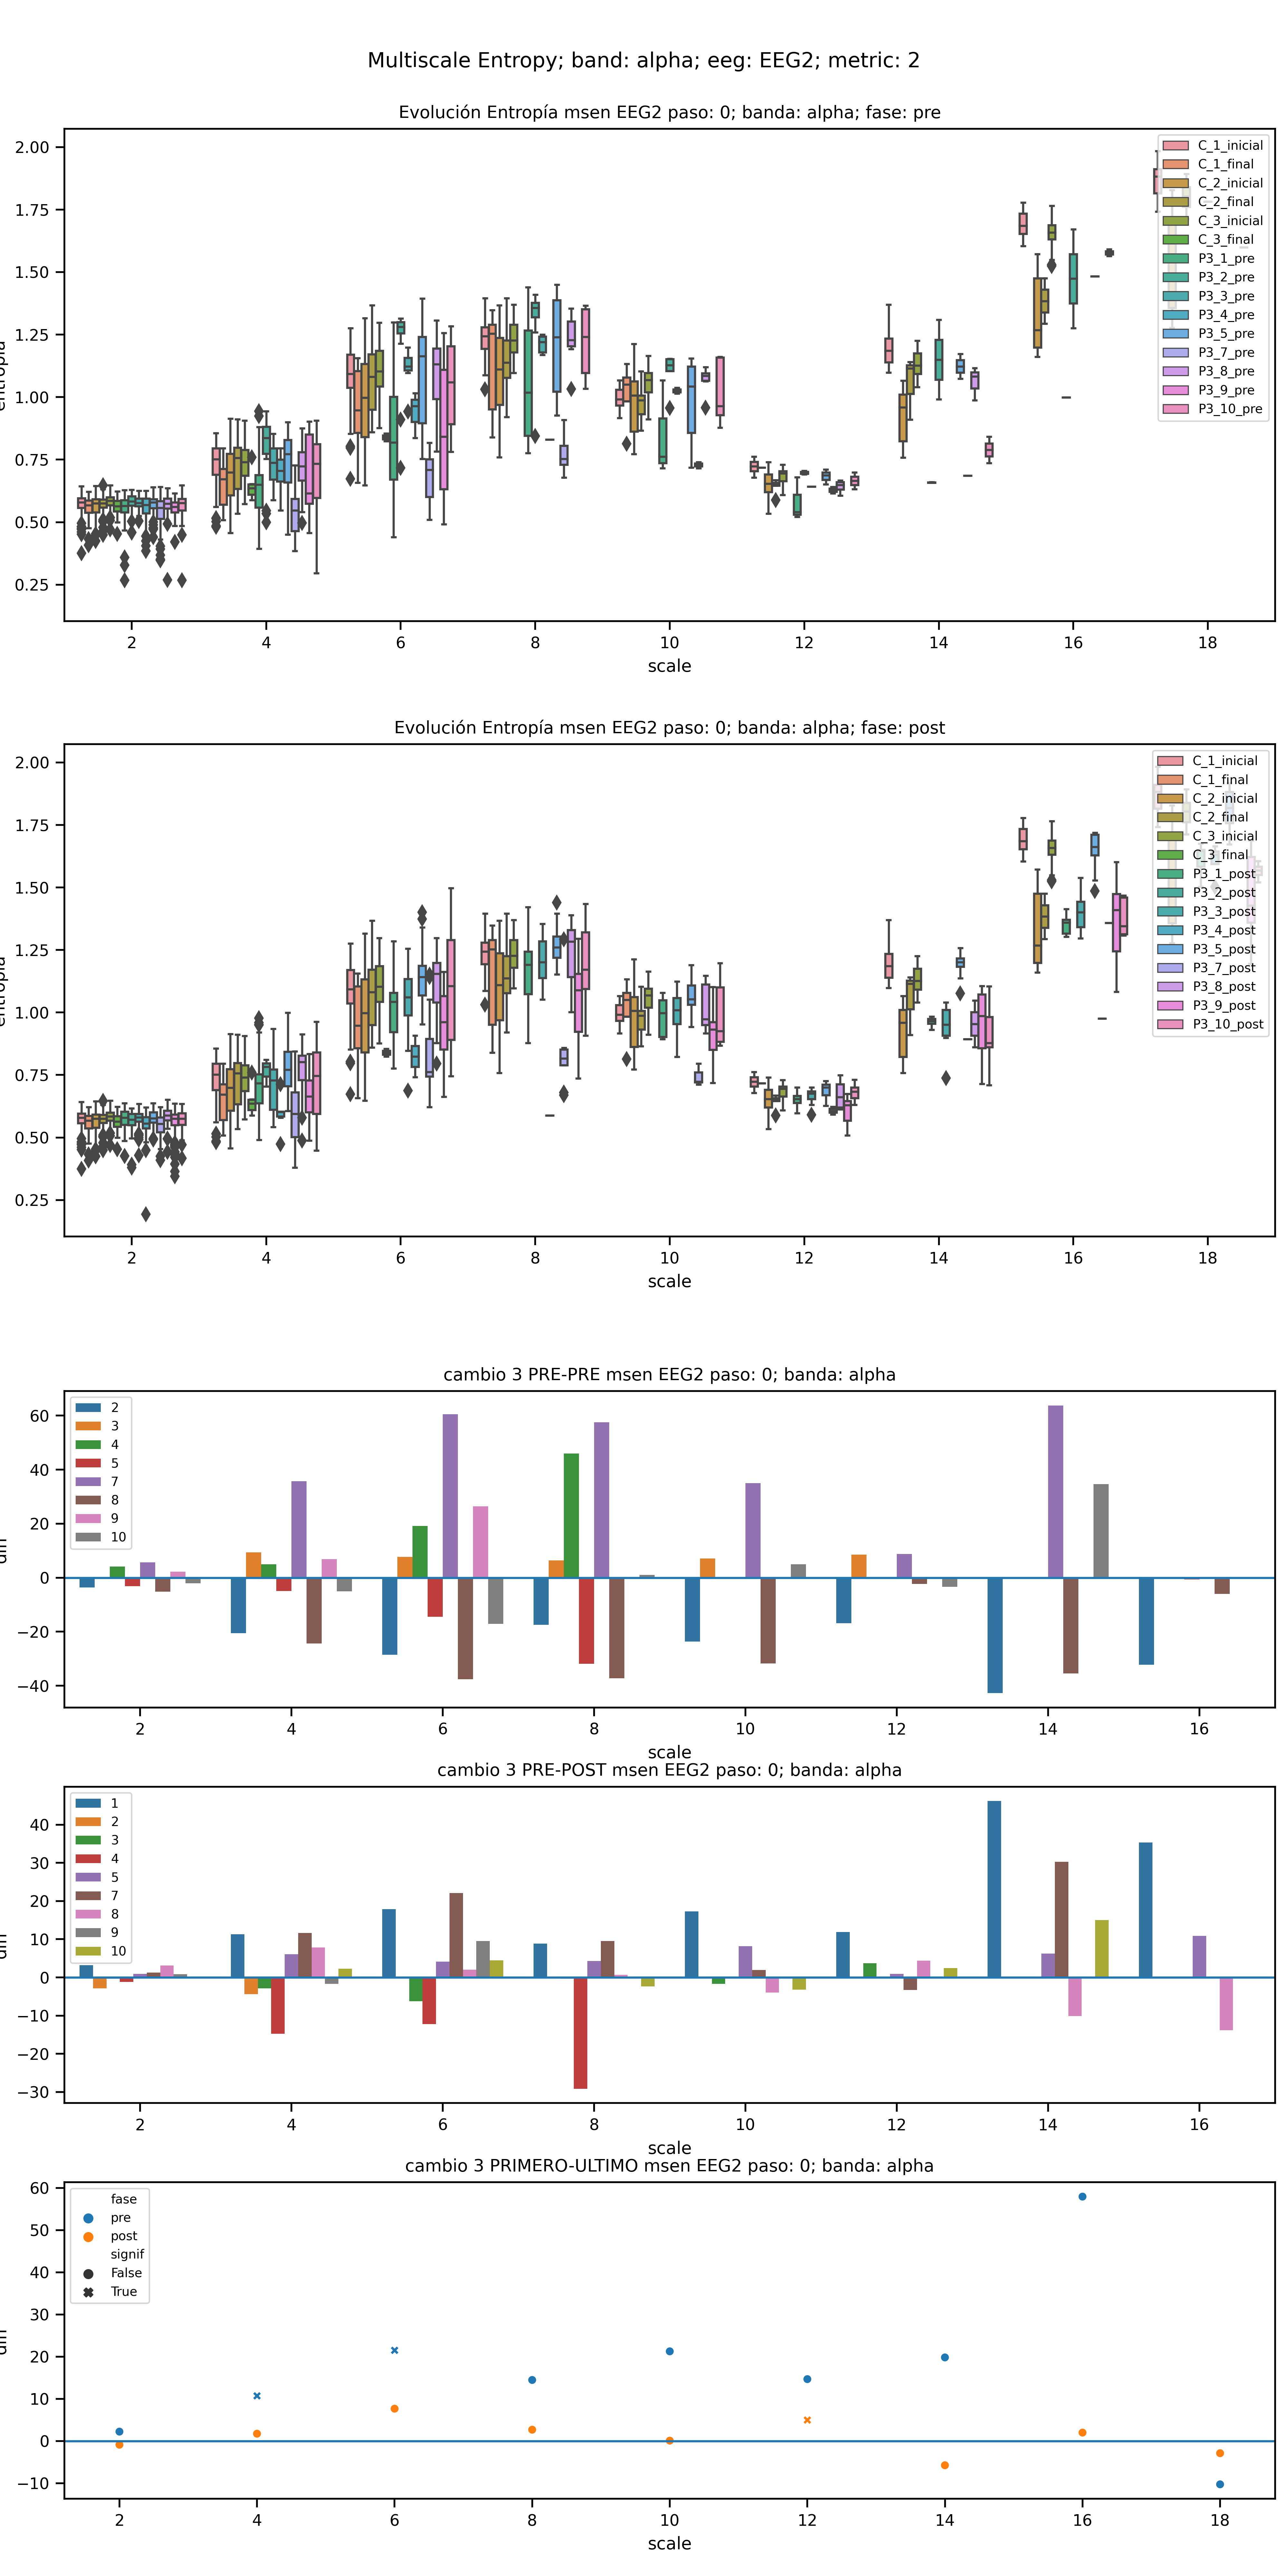 Multiscale Entropy; band: alpha; eeg: EEG2; metric: 2
Evolución Entropía msen EEG2 paso: 0; banda: alpha; fase: pre
2.00
1.75
1.50
1.25
1.00
0.75
0.50
0.25
C_1_inicial
C_1_final
C_2_inicial
C_2_final
C_3_inicial
C_3_final
P3_1_pre
P3_2_pre
P3_3_pre
P3_4_pre
P3_5_pre
P3_7_pre
P3_8_pre
P3_9_pre
P3_10_pre
2 4 6 8 10 12 14 16 18
scale
Evolución Entropía msen EEG2 paso: 0; banda: alpha; fase: post
2.00
1.75
1.50
1.25
1.00
0.75
0.50
0.25
C_1_inicial
C_1_final
C_2_inicial
C_2_final
C_3_inicial
C_3_final
P3_1_post
P3_2_post
P3_3_post
P3_4_post
P3_5_post
P3_7_post
P3_8_post
P3_9_post
P3_10_post
2 4 6 8 10 12 14 16 18
scale
cambio 3 PRE-PRE msen EEG2 paso: 0; banda: alpha
60
40
20
0
−20
−40
2
3
4
5
7
8
9
10
2 4 6 8 10 12 14 16
scale
cambio 3 PRE-POST msen EEG2 paso: 0; banda: alpha
40
30
20
10
0
−10
−20
−30
1
2
3
4
5
7
8
9
10
2 4 6 8 10 12 14 16
scale
cambio 3 PRIMERO-ULTIMO msen EEG2 paso: 0; banda: alpha
60
50
40
30
20
10
0
−10
fase
pre
post
signif
False
True
2 4 6 8 10 12 14 16 18
scale